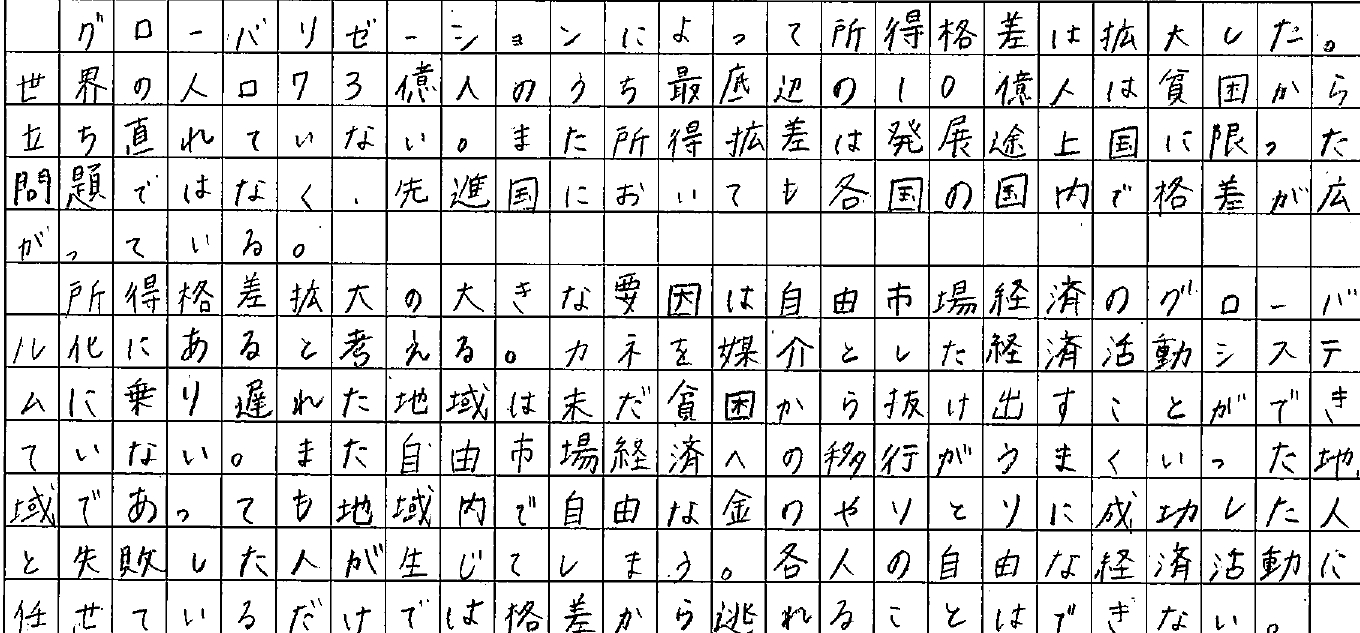 グローバリゼーションによって所得格差は拡大した。
世界の人口73億人のうち最底辺の10億人は貧国から
立ち直れていない。また所得拡差は発展途上国に限った
問題ではなく、先進国においても各国の国内で格差が広
がっている。
所得格差拡大の大きな要因は自由市場経済のグローバ
ル化にあると考える。カネを媒介とした経済活動システ
ムに乗り遅れた地域は未だ貧困から抜け出すことができ
ていない。また自由市場経済への移行がうまくいった地
域であっても地域内で自由な金のやりとりに成功した人
と失敗した人が生じてしまう。各人の自由な経済活動に
任せているだけでは格差から逃れることはできない。